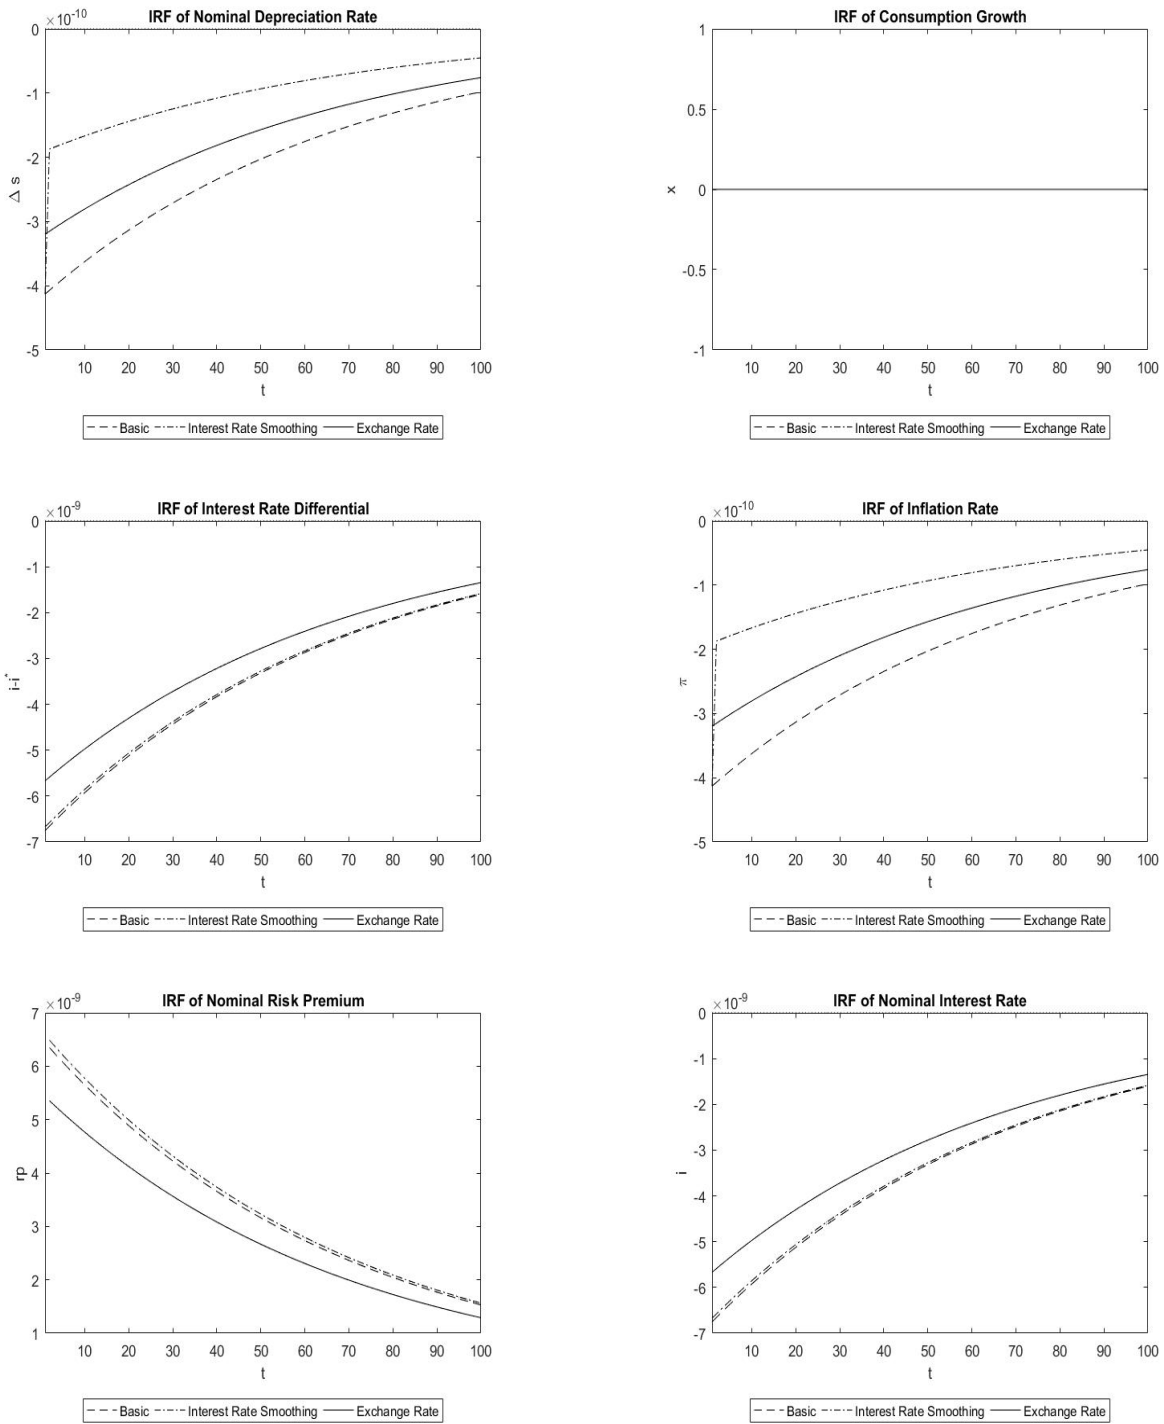 IRF of Nominal Depreciation Rate
×10-10
0
-1
-2
-3
-4
-5
Δ s
10 20 30 40 50 60 70 80 90 100
t
Basic Interest Rate Smoothing Exchange Rate
IRF of Consumption Growth
1
0.5
0
-0.5
-1
x
10 20 30 40 50 60 70 80 90 100
t
Basic Interest Rate Smoothing Exchange Rate
IRF of Interest Rate Differential
×10-9
0
-1
-2
-3
-4
-5
-6
-7
i-i*
10 20 30 40 50 60 70 80 90 100
t
Basic Interest Rate Smoothing Exchange Rate
IRF of Inflation Rate
×10-10
0
-1
-2
-3
-4
-5
π
10 20 30 40 50 60 70 80 90 100
t
Basic Interest Rate Smoothing Exchange Rate
IRF of Nominal Risk Premium
×10-9
7
6
5
4
3
2
1
rp
10 20 30 40 50 60 70 80 90 100
t
Basic Interest Rate Smoothing Exchange Rate
IRF of Nominal Interest Rate
×10-9
0
-1
-2
-3
-4
-5
-6
-7
i
10 20 30 40 50 60 70 80 90 100
t
Basic Interest Rate Smoothing Exchange Rate